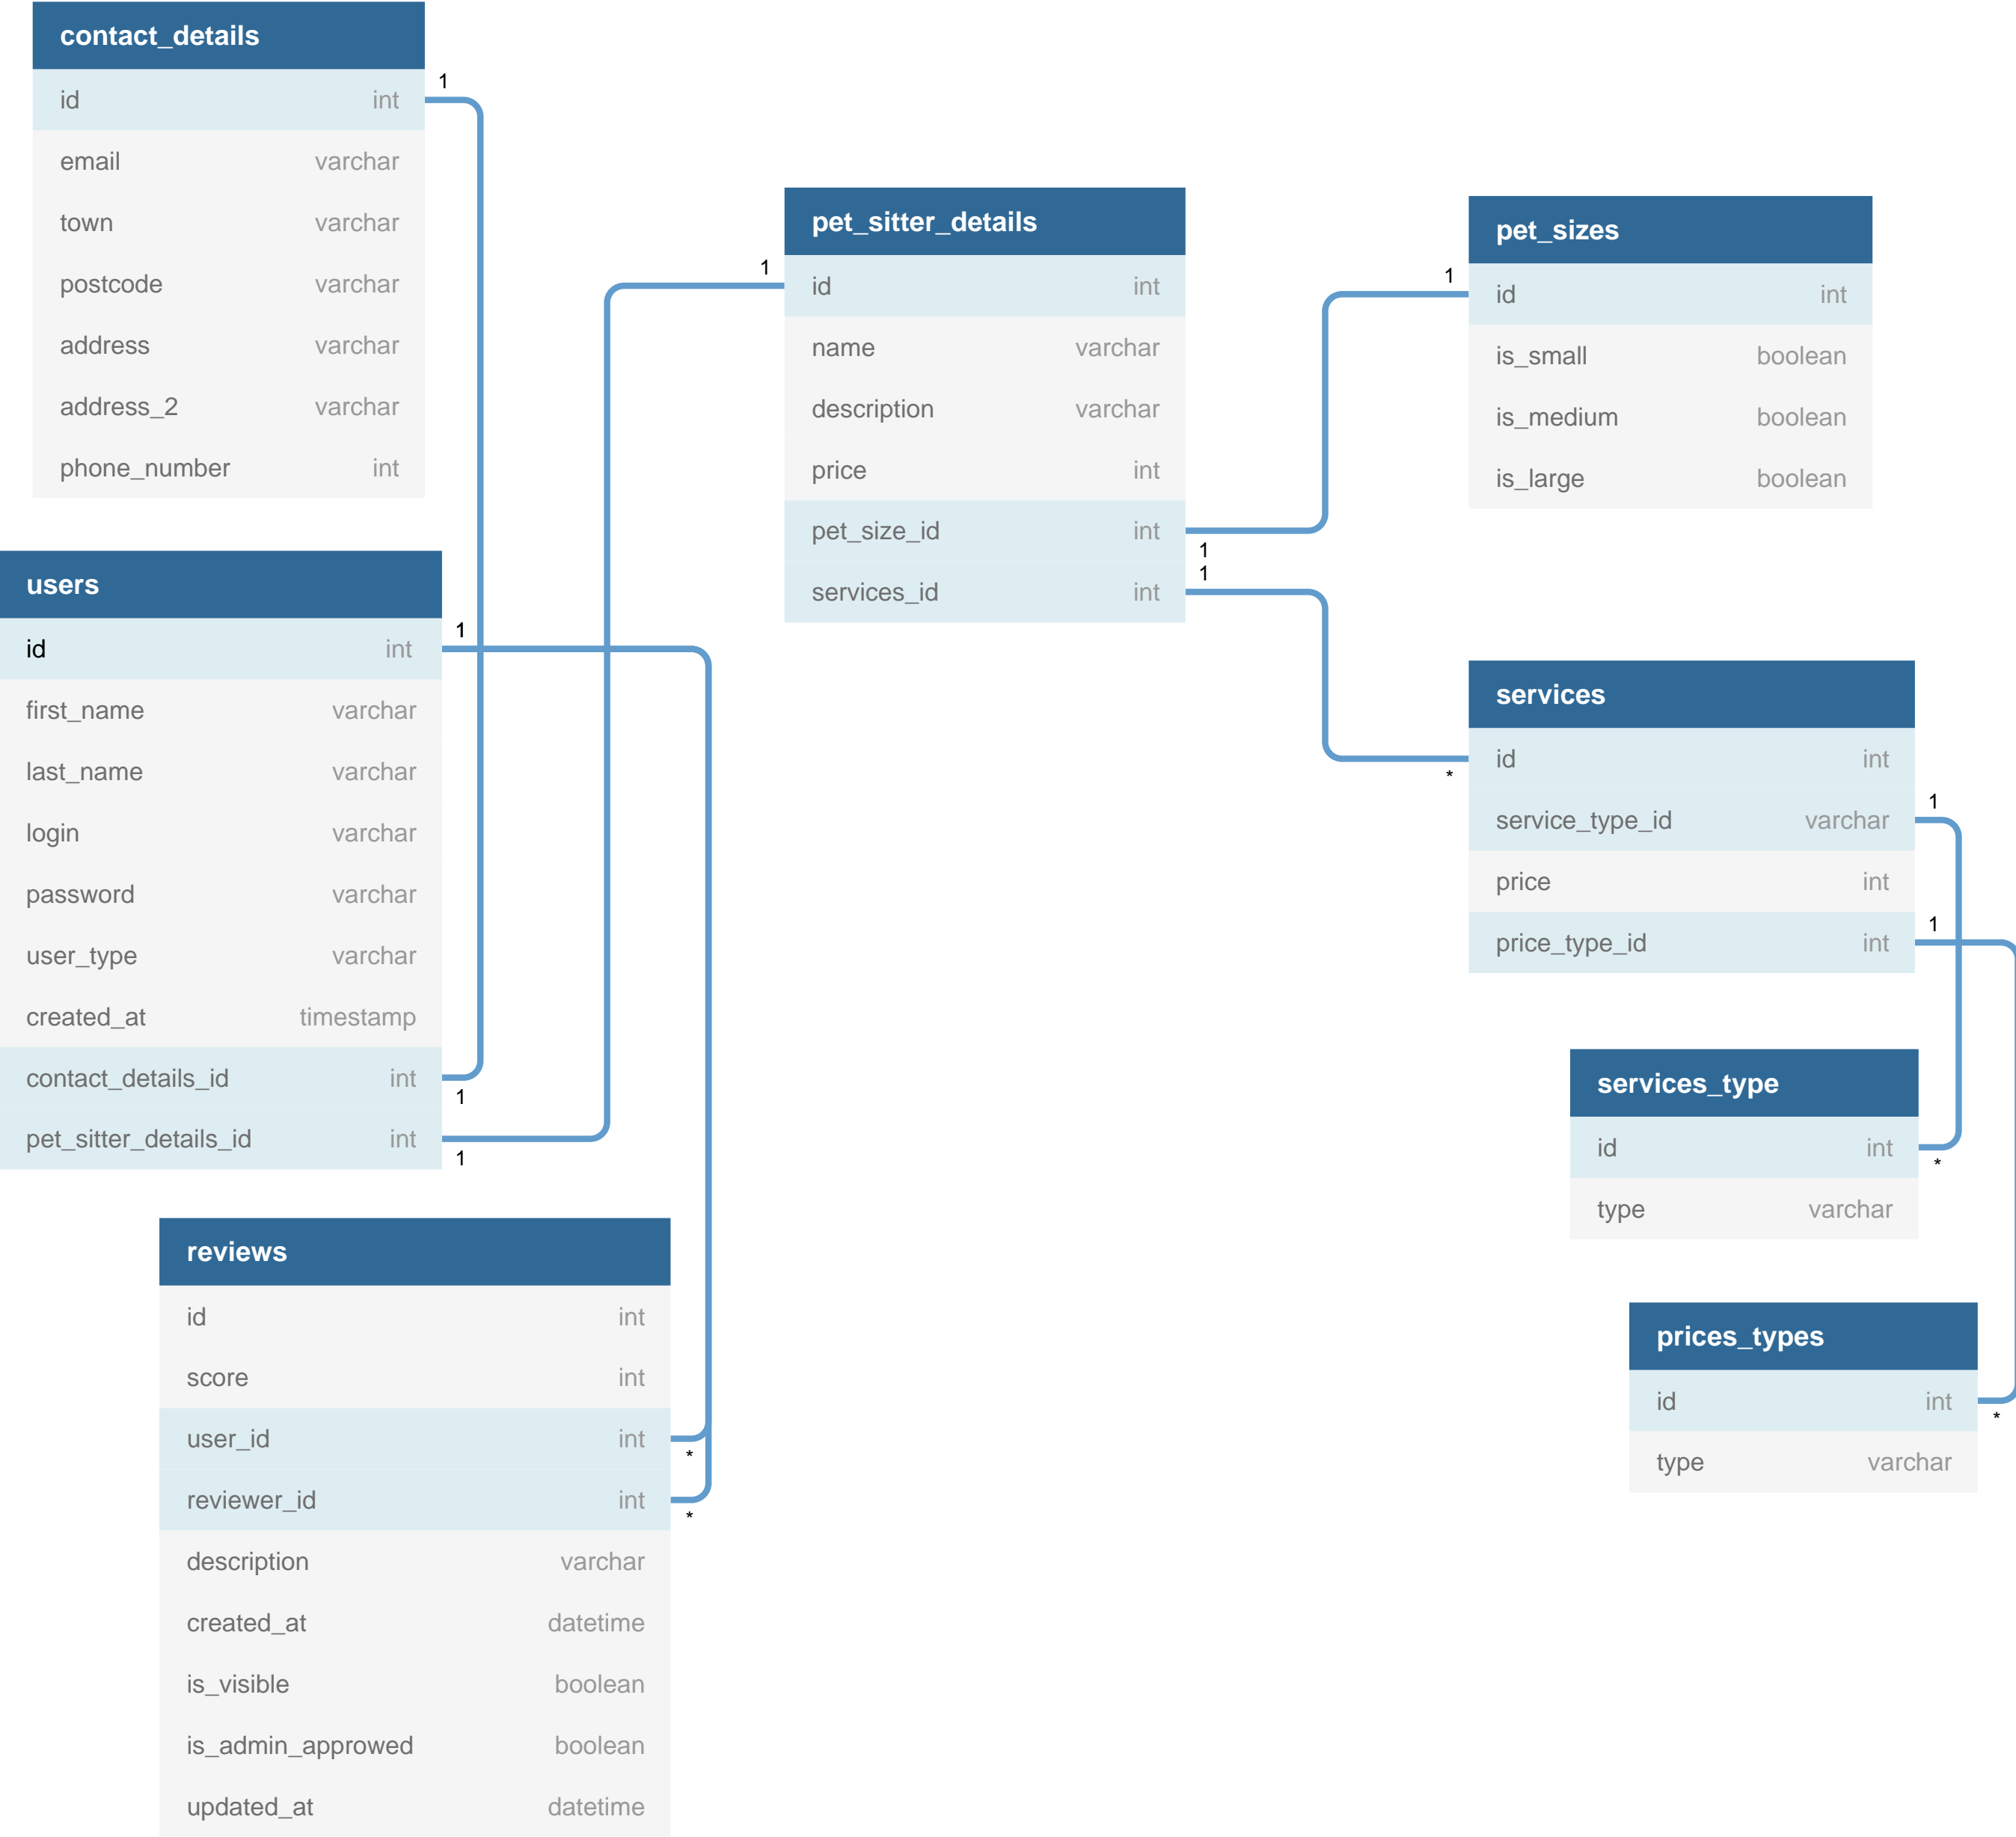 contact_details
id int
email varchar
town varchar
postcode varchar
address varchar
address_2 varchar
phone_number int
1
users
id int
first_name varchar
last_name varchar
login varchar
password varchar
user_type varchar
created_at timestamp
contact_details_id int
pet_sitter_details_id int
1
1
1
reviews
id int
score int
user_id int
reviewer_id int
description varchar
created_at datetime
is_visible boolean
is_admin_approwed boolean
updated_at datetime
*
*
pet_sitter_details
1
id int
name varchar
description varchar
price int
pet_size_id int
services_id int
1
1
pet_sizes
1
id int
is_small boolean
is_medium boolean
is_large boolean
services
id int
*
service_type_id varchar
1
price int
price_type_id int
1
services_type
id int
*
type varchar
prices_types
id int
*
type varchar